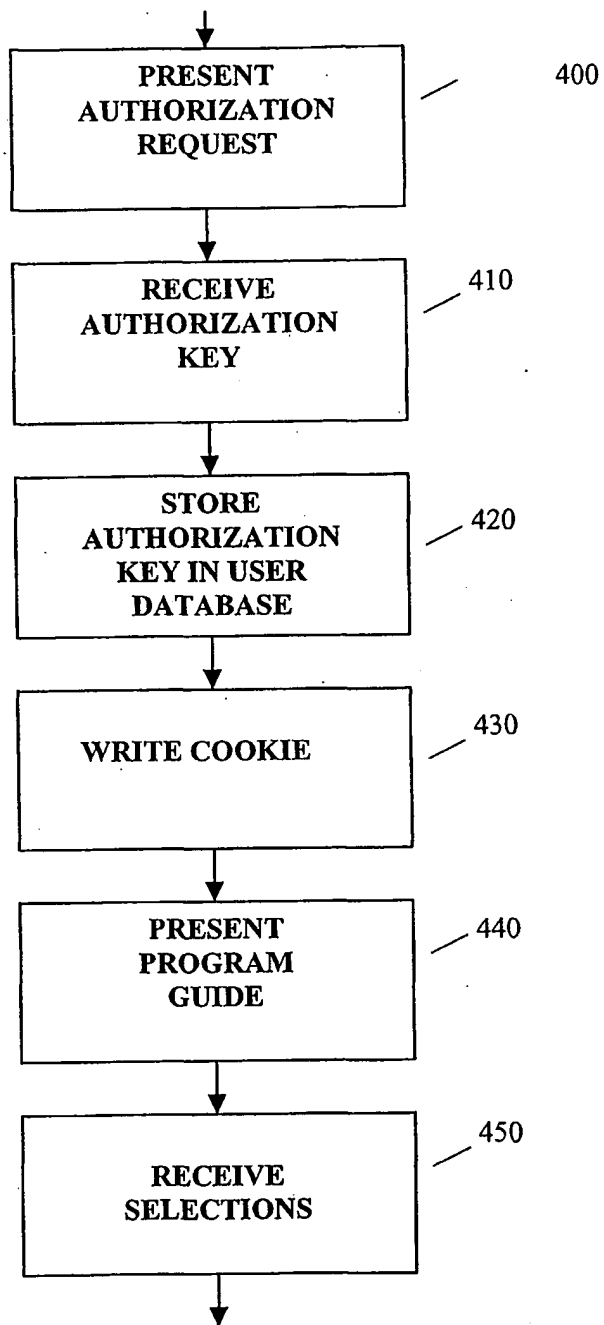 PRESENT
AUTHORIZATION
REQUEST
400
RECEIVE
AUTHORIZATION
KEY
410
STORE
AUTHORIZATION
KEY IN USER
DATABASE
420
WRITE COOKIE
430
PRESENT
PROGRAM
GUIDE
440
RECEIVE
SELECTIONS
450